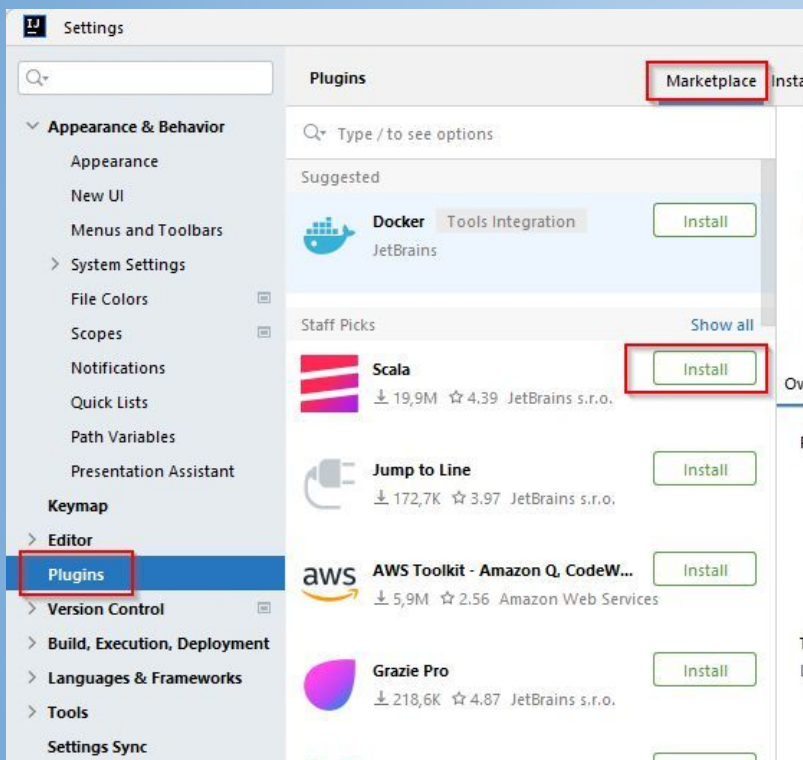 IJ
Settings
Appearance & Behavior
Appearance
New UI
Menus and Toolbars
System Settings
File Colors
Scopes
Notifications
Quick Lists
Path Variables
Presentation Assistant
Keymap
Editor
Plugins
Version Control
Build, Execution, Deployment
Languages & Frameworks
Tools
Settings Sync
Plugins
Marketplace
Type / to see options
Suggested
Docker Tools Integration Install
JetBrains
Staff Picks Show all
Scala Install
19,9M 4.39 JetBrains s.r.o.
Jump to Line Install
172,7K 3.97 JetBrains s.r.o.
aws
AWS Toolkit - Amazon Q, CodeW... Install
5,9M 2.56 Amazon Web Services
Grazie Pro Install
218,6K 4.87 JetBrains s.r.o.